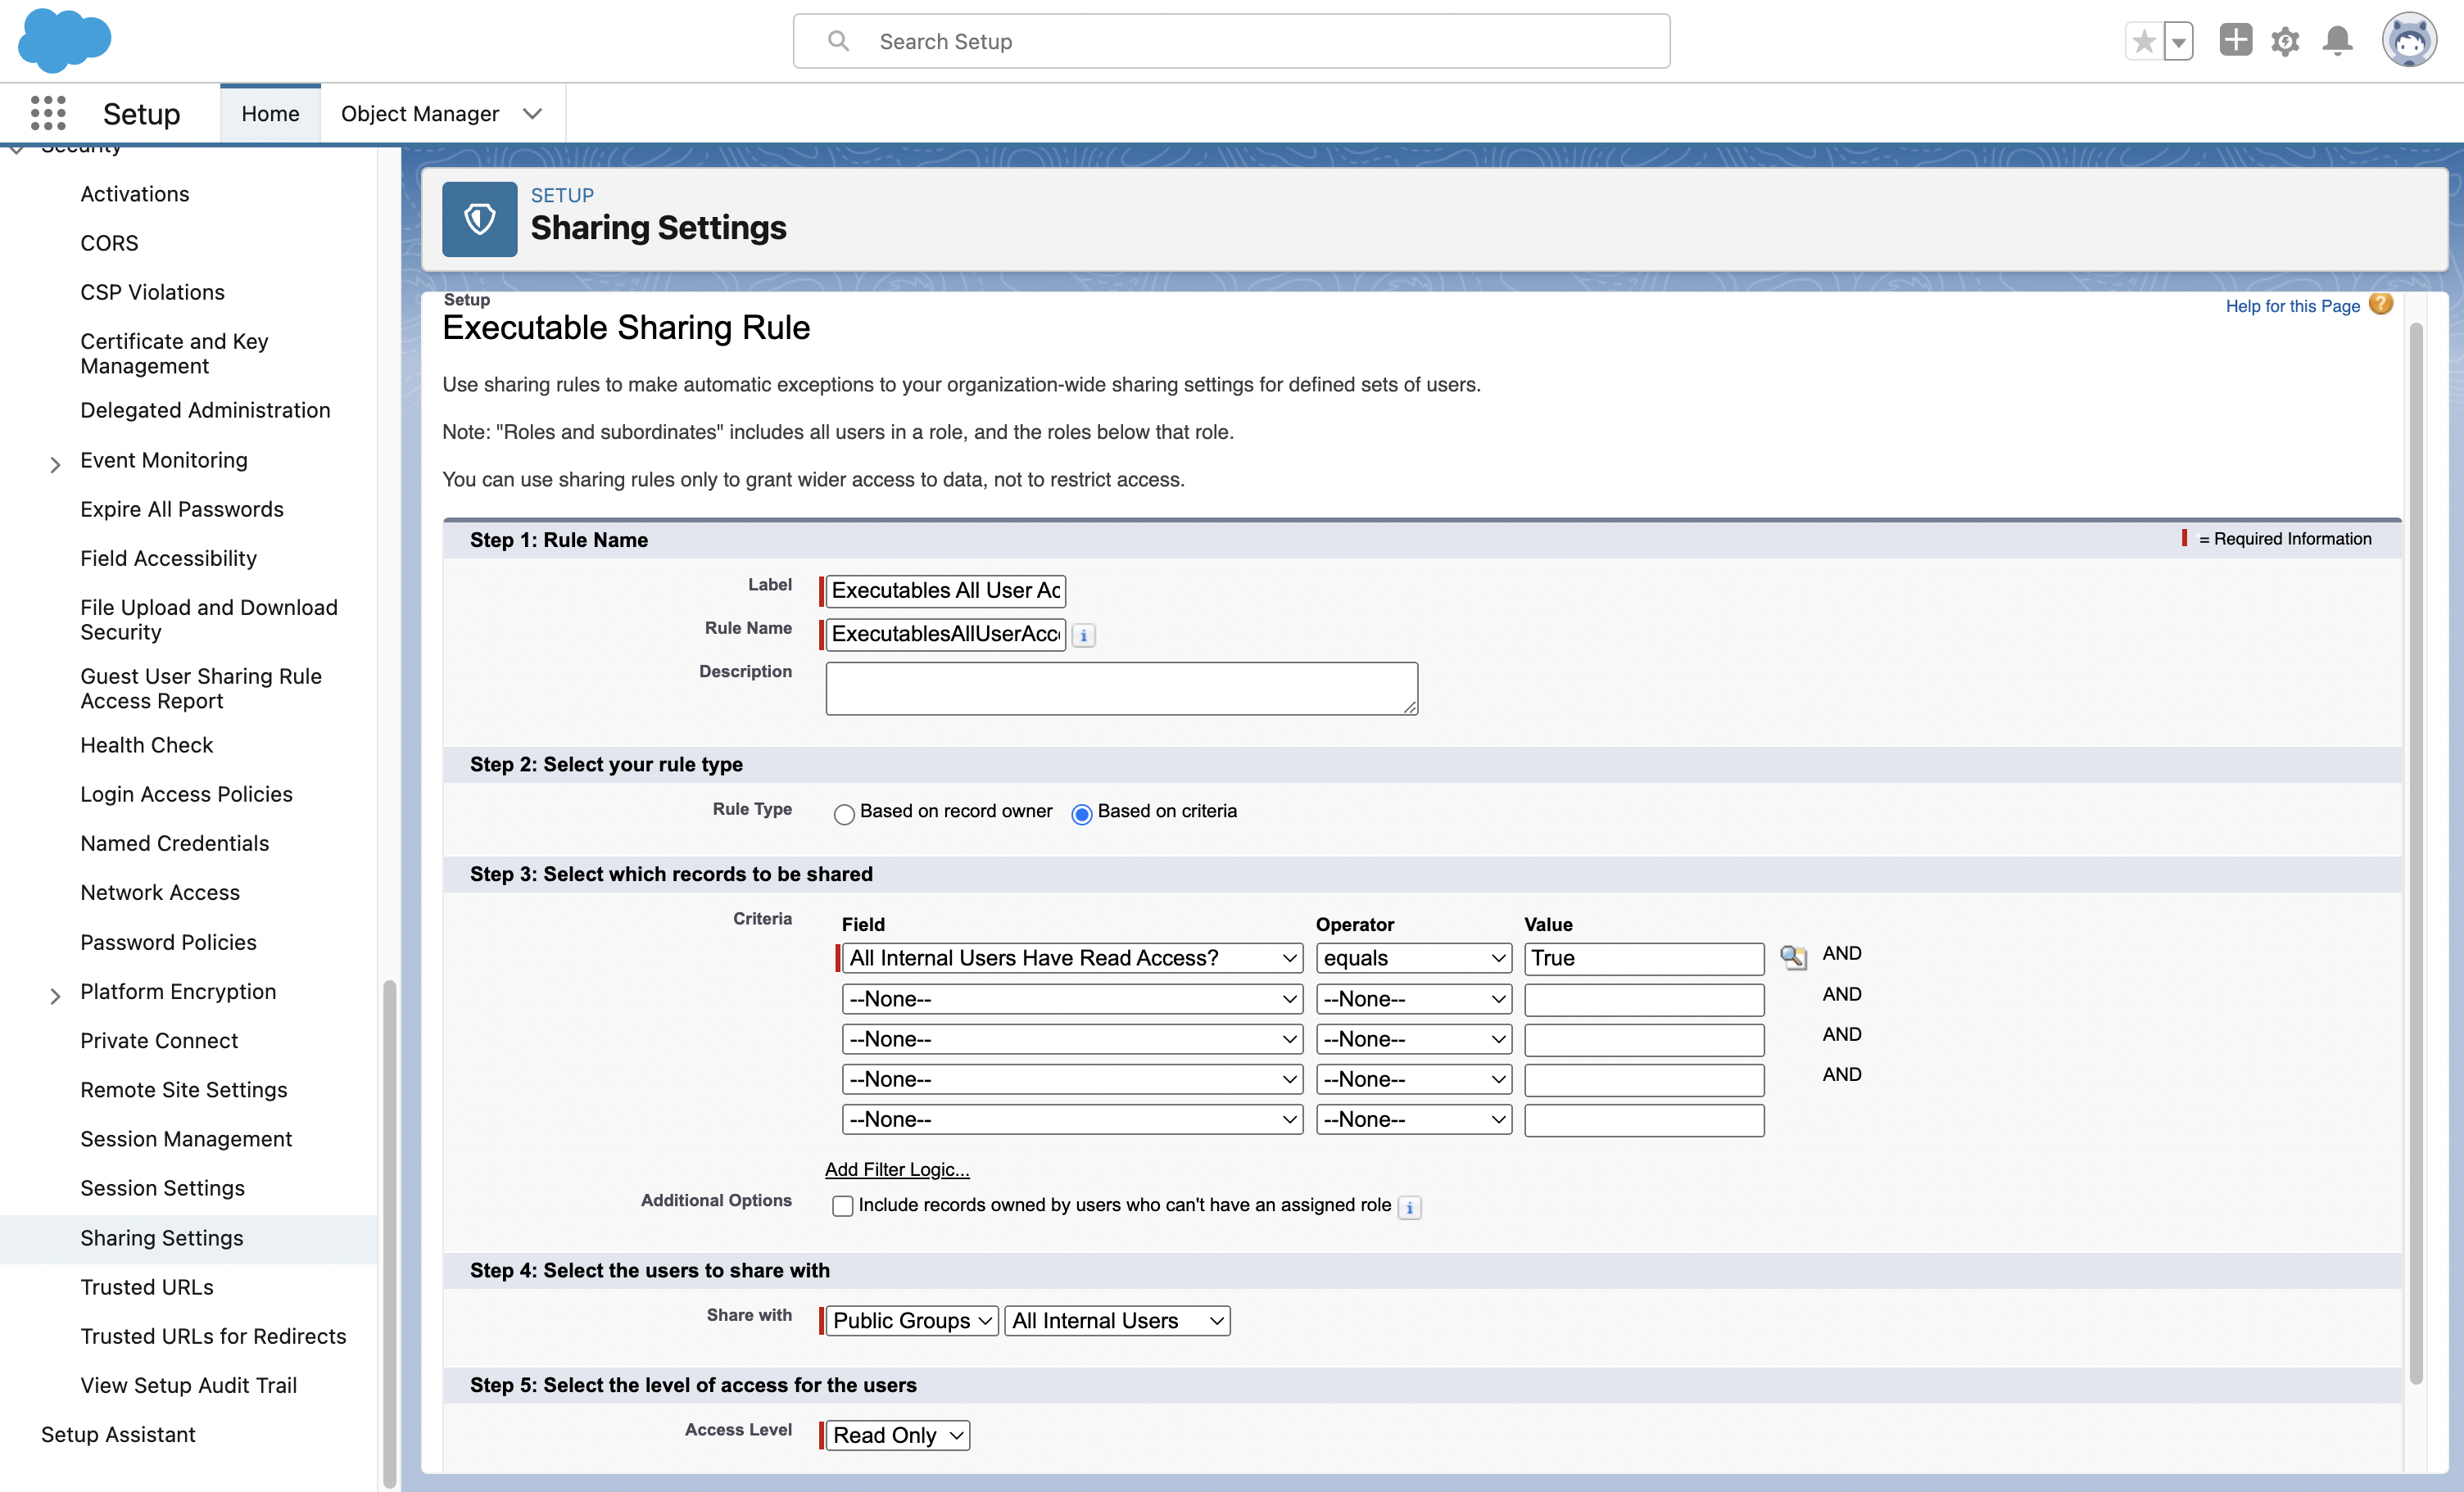 Search Setup
Setup
Home
Object Manager
Security
Activations
CORS
CSP Violations
Certificate and Key
Management
Delegated Administration
Event Monitoring
Expire All Passwords
Field Accessibility
File Upload and Download
Security
Guest User Sharing Rule
Access Report
Health Check
Login Access Policies
Named Credentials
Network Access
Password Policies
Platform Encryption
Private Connect
Remote Site Settings
Session Management
Session Settings
Sharing Settings
Trusted URLs
Trusted URLs for Redirects
View Setup Audit Trail
Setup Assistant
SETUP
Sharing Settings
Setup
Executable Sharing Rule
Help for this Page ?
Use sharing rules to make automatic exceptions to your organization-wide sharing settings for defined sets of users.
Note: "Roles and subordinates" includes all users in a role, and the roles below that role.
You can use sharing rules only to grant wider access to data, not to restrict access.
Step 1: Rule Name
= Required Information
Label Executables All User Ac
Rule Name ExecutablesAllUserAcc i
Description
Step 2: Select your rule type
Rule Type Based on record owner Based on criteria
Step 3: Select which records to be shared
Criteria Field Operator Value
All Internal Users Have Read Access? equals True AND
--None-- --None-- AND
--None-- --None-- AND
--None-- --None-- AND
--None-- --None--
Add Filter Logic...
Additional Options Include records owned by users who can't have an assigned role i
Step 4: Select the users to share with
Share with Public Groups All Internal Users
Step 5: Select the level of access for the users
Access Level Read Only